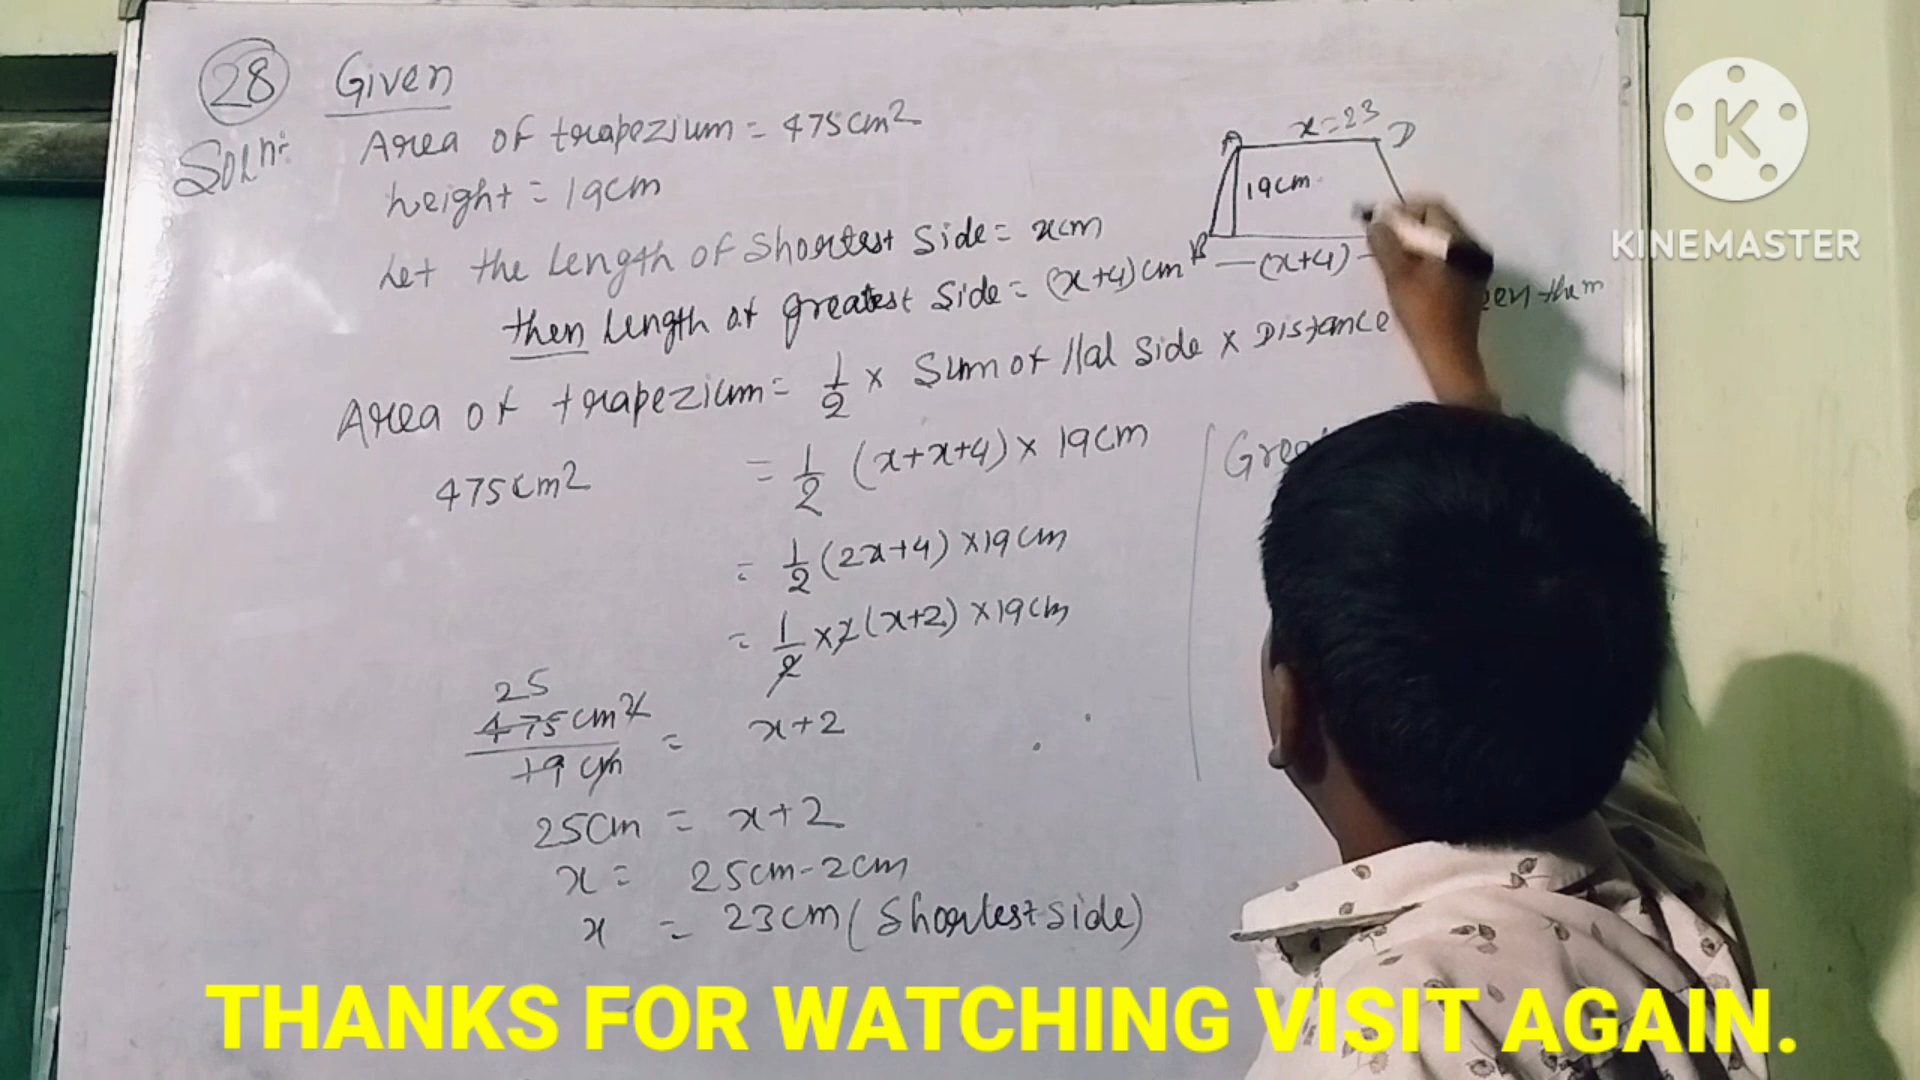 28 Given
Soln:
Area of trapezium = 475cm2
height = 19cm
Let the length of Shortest Side = xcm
then length of greatest Side = (x+4)cm
Area of trapezium = 1/2 × Sum of llal Side × Distance
475cm2 = 1/2 (x+x+4) × 19cm
= 1/2 (2x+4) × 19cm
= 1/2 × 2(x+2) × 19cm
25
475cm2/19cm = x+2
25cm = x+2
x = 25cm-2cm
x = 23cm (Shortest side)
A x=23 D
19cm
B (x+4)
them
KINEMASTER
THANKS FOR WATCHING VISIT AGAIN.